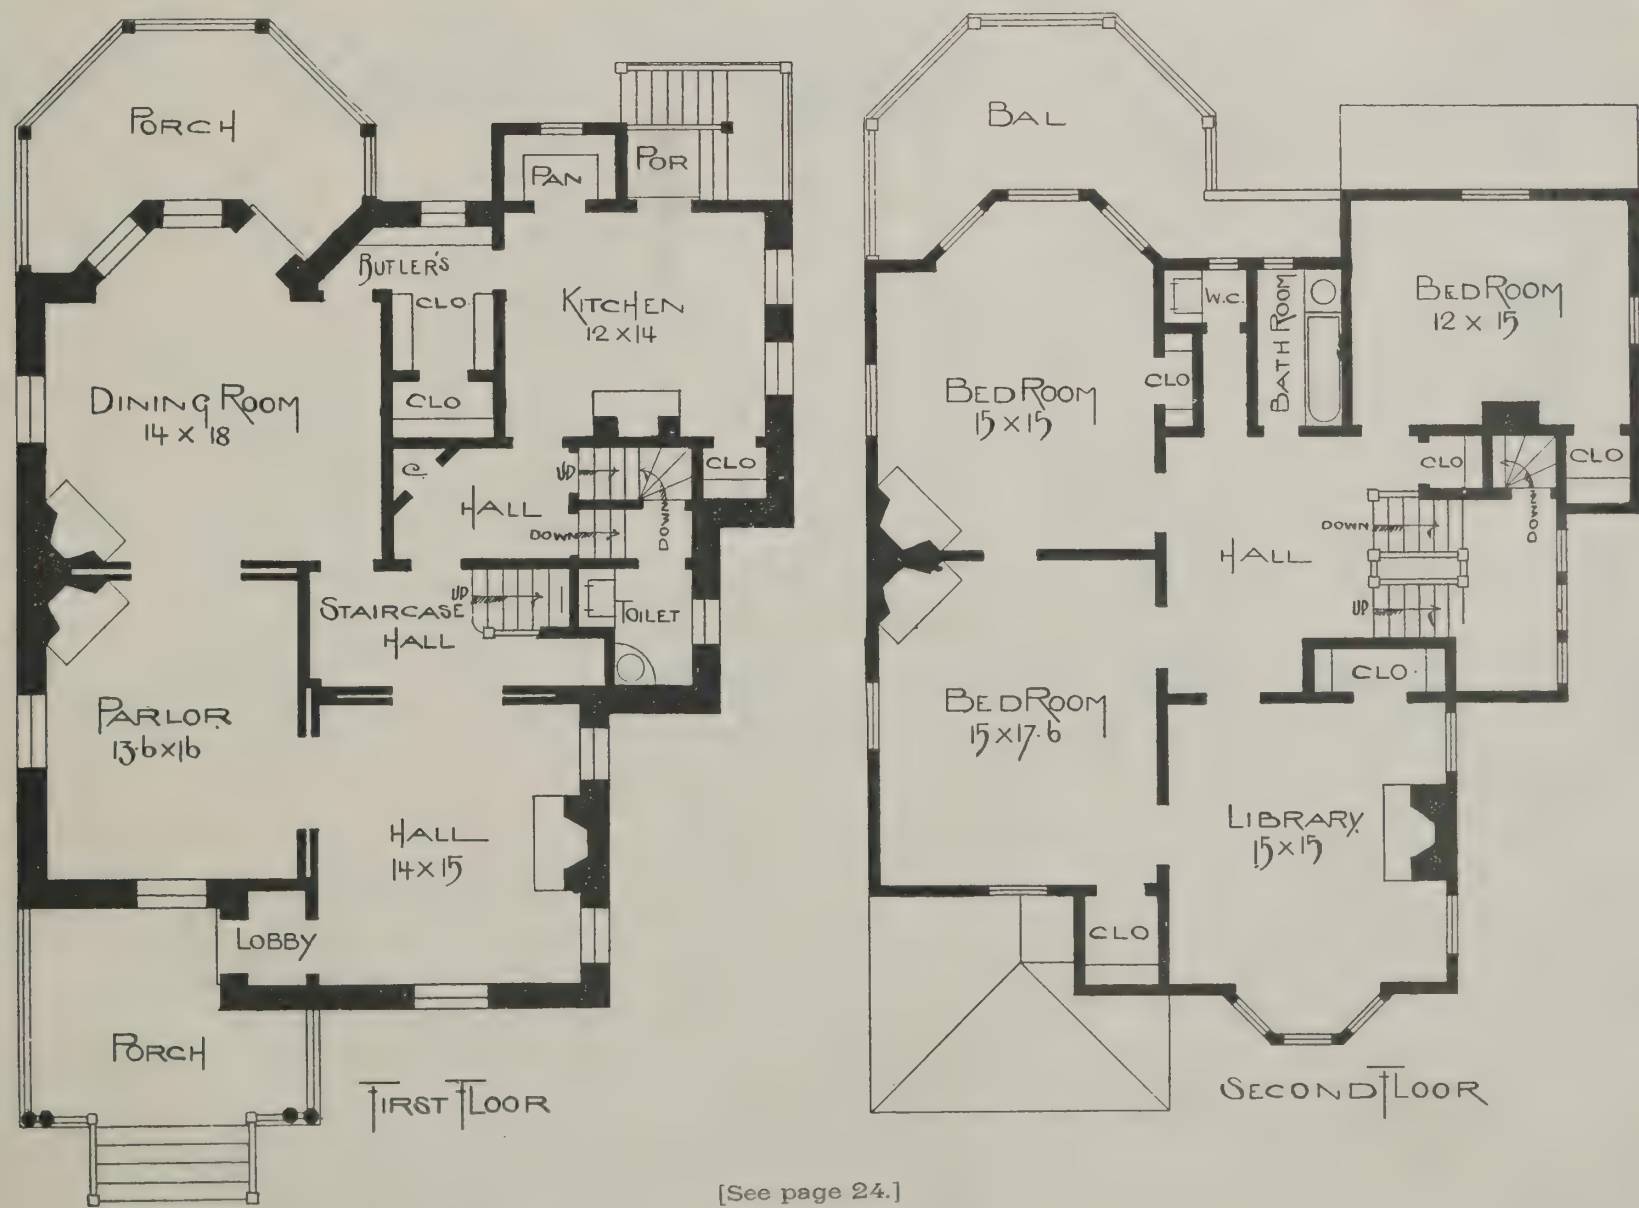 PORCH
PAN
POR
BUTLER'S
CLO.
KITCHEN
12 X 14
DINING ROOM
14 X 18
CLO
C
UP
CLO
HALL
DOWN
DOWN
STAIRCASE
HALL
UP
TOILET
PARLOR
13.6 X 16
HALL
14 X 15
LOBBY
PORCH
FIRST FLOOR
BAL
W.C.
BATH ROOM
BED ROOM
12 X 15
BED ROOM
15 X 15
CLO
CLO
CLO
DOWN
DOWN
HALL
UP
CLO.
BED ROOM
15 X 17.6
LIBRARY
15 X 15
CLO
SECOND FLOOR
[See page 24.]